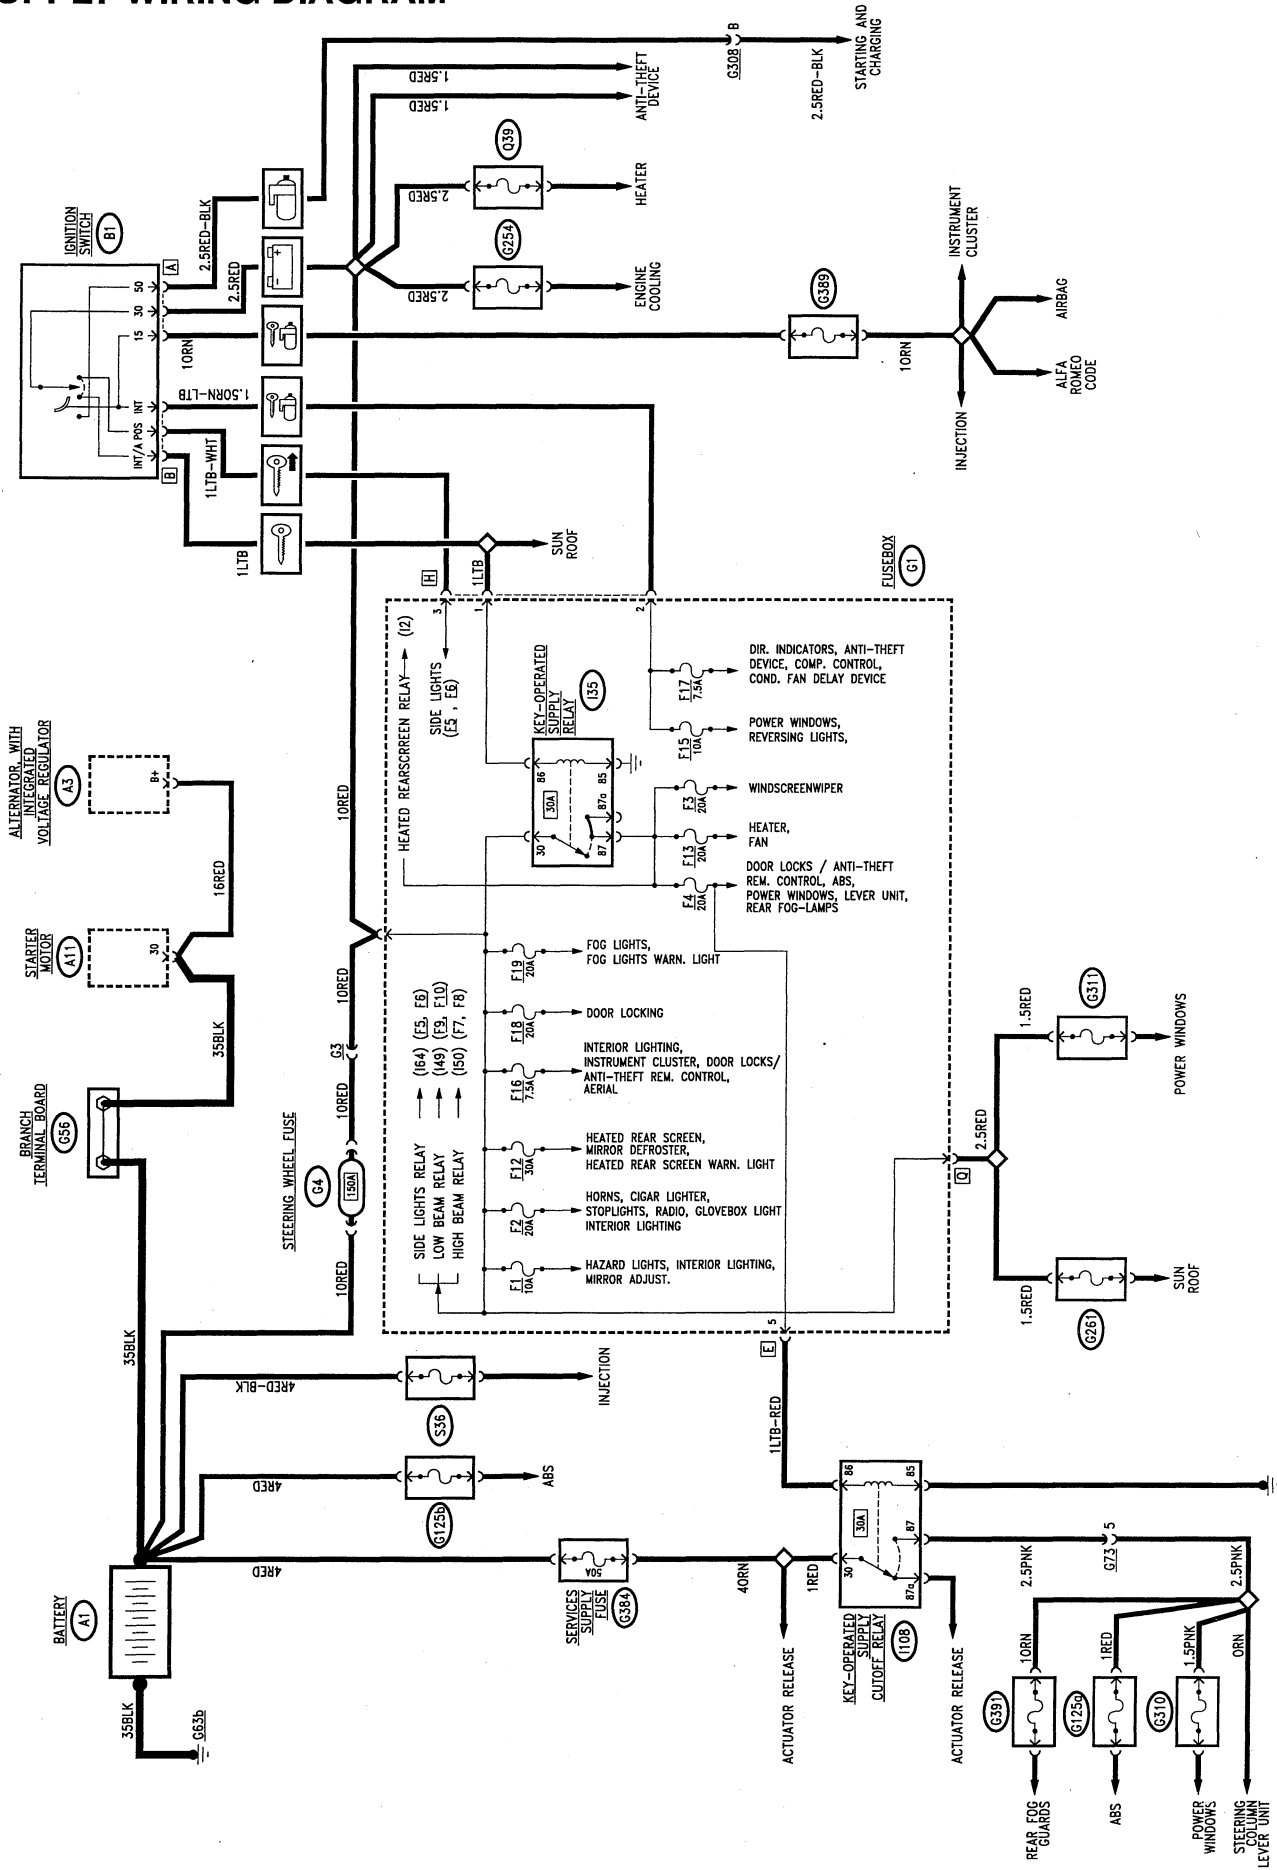 SUPPLY WIRING DIAGRAM
IGNITION
SWITCH
B1
50
30
15
INT
POS
INT/A
A
B
2.5RED-BLK
2.5RED
10RN
1.5ORN-LTB
1LTB-WHT
1LTB
1.5RED
1.5RED
ANTI-THEFT
DEVICE
G308
B
2.5RED-BLK
STARTING AND
CHARGING
2.5RED
Q39
HEATER
2.5RED
G254
ENGINE
COOLING
G389
10RN
INSTRUMENT
CLUSTER
AIRBAG
ALFA
ROMEO
CODE
INJECTION
SUN
ROOF
1LTB
H
3
1
2
FUSEBOX
G1
ALTERNATOR, WITH
INTEGRATED
VOLTAGE REGULATOR
A3
B+
16RED
STARTER
MOTOR
A11
30
35BLK
BRANCH
TERMINAL BOARD
G56
35BLK
10RED
10RED
G3
10RED
STEERING WHEEL FUSE
G4
150A
10RED
HEATED REARSCRREEN RELAY
(I2)
SIDE LIGHTS
(F5 , F6)
KEY-OPERATED
SUPPLY
RELAY
I35
86
85
30A
30
87
87a
F17
7.5A
DIR. INDICATORS, ANTI-THEFT
DEVICE, COMP. CONTROL,
COND. FAN DELAY DEVICE
F15
10A
POWER WINDOWS,
REVERSING LIGHTS,
F3
20A
WINDSCREENWIPER
F13
20A
HEATER,
FAN
F4
20A
DOOR LOCKS / ANTI-THEFT
REM. CONTROL, ABS,
POWER WINDOWS, LEVER UNIT,
REAR FOG-LAMPS
F19
20A
FOG LIGHTS,
FOG LIGHTS WARN. LIGHT
F18
20A
DOOR LOCKING
F16
7.5A
INTERIOR LIGHTING,
INSTRUMENT CLUSTER, DOOR LOCKS/
ANTI-THEFT REM. CONTROL,
AERIAL
F12
30A
HEATED REAR SCREEN,
MIRROR DEFROSTER,
HEATED REAR SCREEN WARN. LIGHT
F2
20A
HORNS, CIGAR LIGHTER,
STOPLIGHTS, RADIO, GLOVEBOX LIGHT
INTERIOR LIGHTING
F1
10A
HAZARD LIGHTS, INTERIOR LIGHTING,
MIRROR ADJUST.
SIDE LIGHTS RELAY (I64) (F5, F6)
LOW BEAM RELAY (I49) (F9, F10)
HIGH BEAM RELAY (I50) (F7, F8)
Q
2.5RED
1.5RED
G311
POWER WINDOWS
1.5RED
G261
SUN
ROOF
5
E
1LTB-RED
BATTERY
A1
35BLK
G63b
4RED-BLK
S36
INJECTION
4RED
G125b
ABS
4RED
50A
SERVICES
SUPPLY
FUSE
G384
40RN
1RED
ACTUATOR RELEASE
KEY-OPERATED
SUPPLY
CUTOFF RELAY
I108
86
85
30A
30
87
87a
ACTUATOR RELEASE
2.5PNK
G73
5
2.5PNK
10RN
G391
REAR FOG
GUARDS
1RED
G125a
ABS
1.5PNK
G310
POWER
WINDOWS
ORN
STEERING
COLUMN
LEVER UNIT